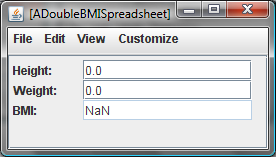 [ADoubleBMISpreadsheet]
File Edit View Customize
Height: 0.0
Weight: 0.0
BMI: NaN